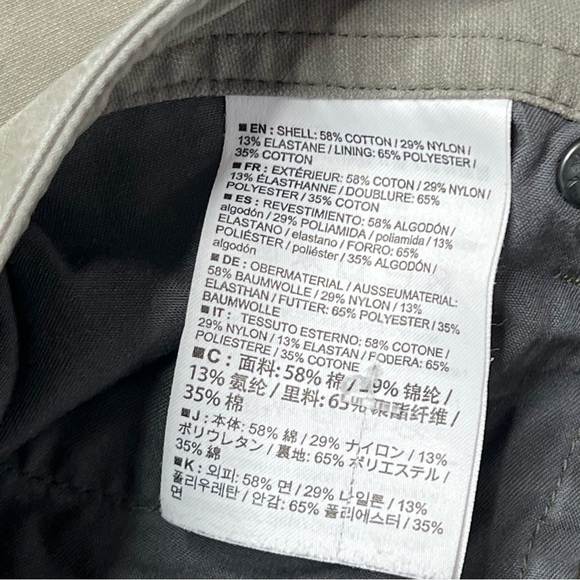 ■ EN : SHELL: 58% COTTON / 29% NYLON /
13% ELASTANE / LINING: 65% POLYESTER /
35% COTTON
■ FR : EXTÉRIEUR: 58% COTON / 29% NYLON /
13% ÉLASTHANNE / DOUBLURE: 65%
POLYESTER / 35% COTON
■ ES : REVESTIMIENTO: 58% ALGODÓN /
algodón / 29% POLIAMIDA / poliamida / 13%
ELASTANO / elastano / FORRO: 65%
POLIÉSTER / poliéster / 35% ALGODÓN /
algodón
■ DE : OBERMATERIAL / AUSSEUMATERIAL:
58% BAUMWOLLE / 29% NYLON / 13%
ELASTHAN / FUTTER: 65% POLYESTER / 35%
BAUMWOLLE
■ IT : TESSUTO ESTERNO: 58% COTONE /
29% NYLON / 13% ELASTAN / FODERA: 65%
POLIESTERE / 35% COTONE
■ C : 面料: 58% 棉 / 29% 锦纶 /
13% 氨纶 / 里料: 65% 聚酯纤维 /
35% 棉
■ J : 本体: 58% 綿 / 29% ナイロン / 13%
ポリウレタン / 裏地: 65% ポリエステル /
35% 綿
■ K : 외피: 58% 면 / 29% 나일론 / 13%
폴리우레탄 / 안감: 65% 폴리에스터 / 35%
면